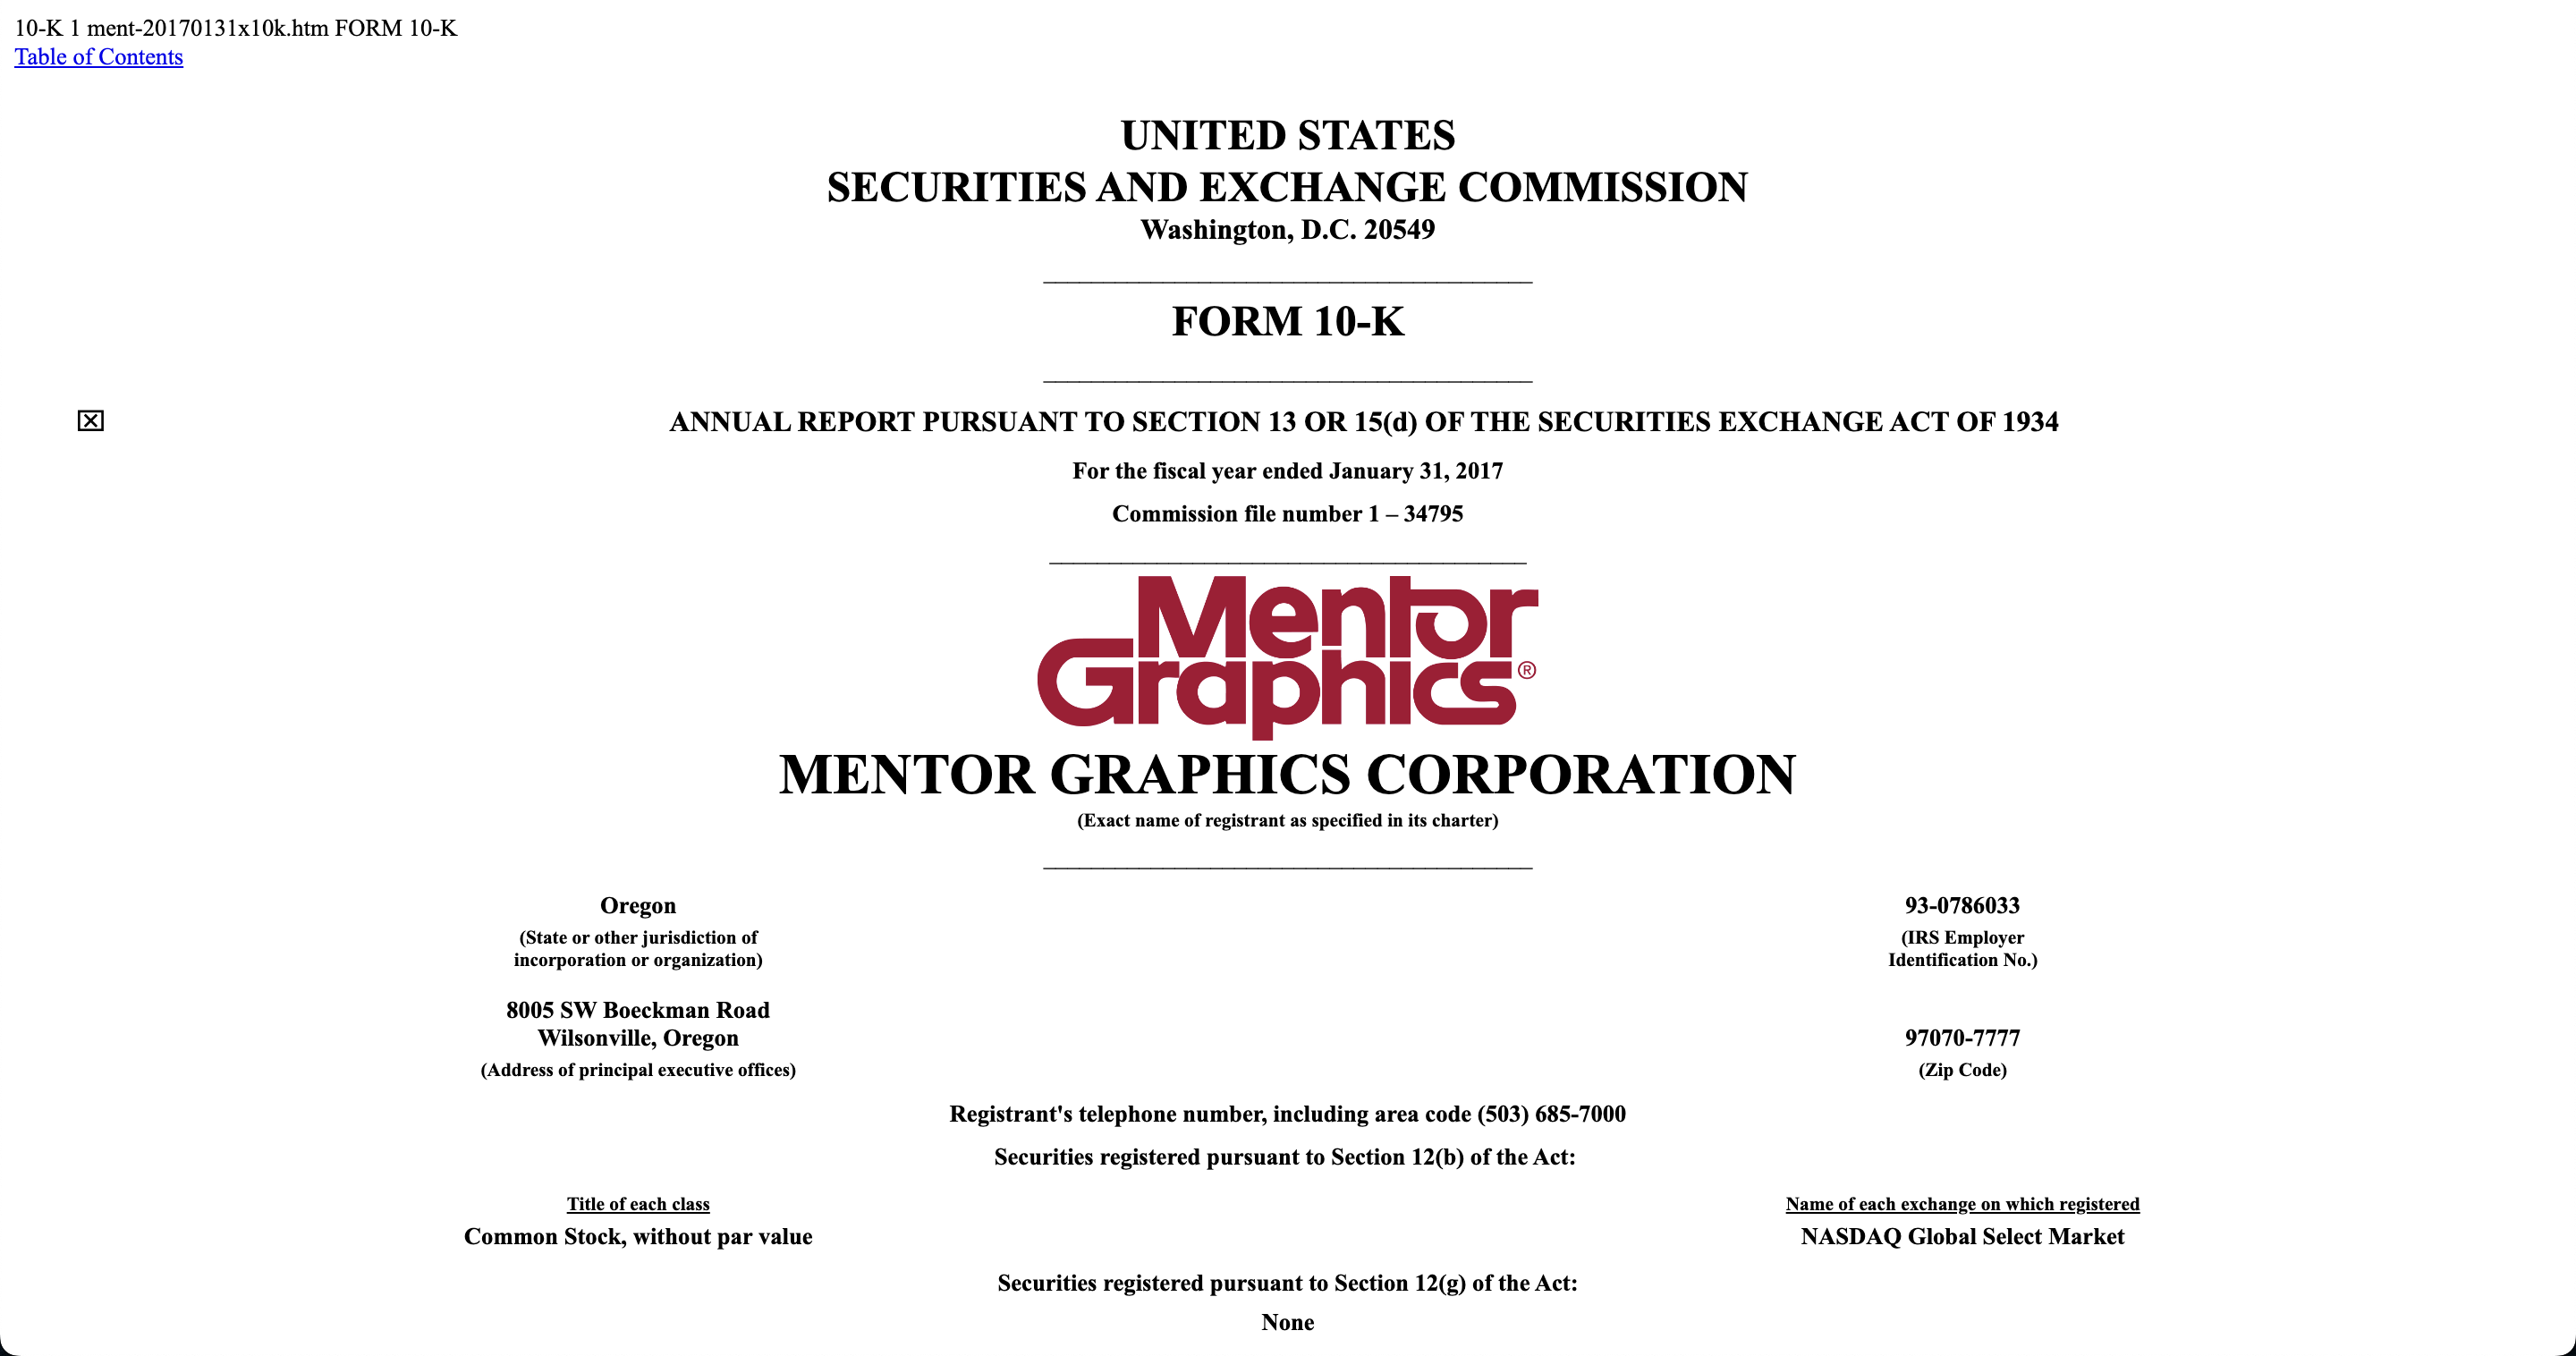 10-K 1 ment-20170131x10k.htm FORM 10-K
Table of Contents
UNITED STATES
SECURITIES AND EXCHANGE COMMISSION
Washington, D.C. 20549
FORM 10-K
☒ ANNUAL REPORT PURSUANT TO SECTION 13 OR 15(d) OF THE SECURITIES EXCHANGE ACT OF 1934
For the fiscal year ended January 31, 2017
Commission file number 1 – 34795
Mentor
Graphics®
MENTOR GRAPHICS CORPORATION
(Exact name of registrant as specified in its charter)
Oregon 93-0786033
(State or other jurisdiction of (IRS Employer
incorporation or organization) Identification No.)
8005 SW Boeckman Road
Wilsonville, Oregon 97070-7777
(Address of principal executive offices) (Zip Code)
Registrant's telephone number, including area code (503) 685-7000
Securities registered pursuant to Section 12(b) of the Act:
Title of each class Name of each exchange on which registered
Common Stock, without par value NASDAQ Global Select Market
Securities registered pursuant to Section 12(g) of the Act:
None